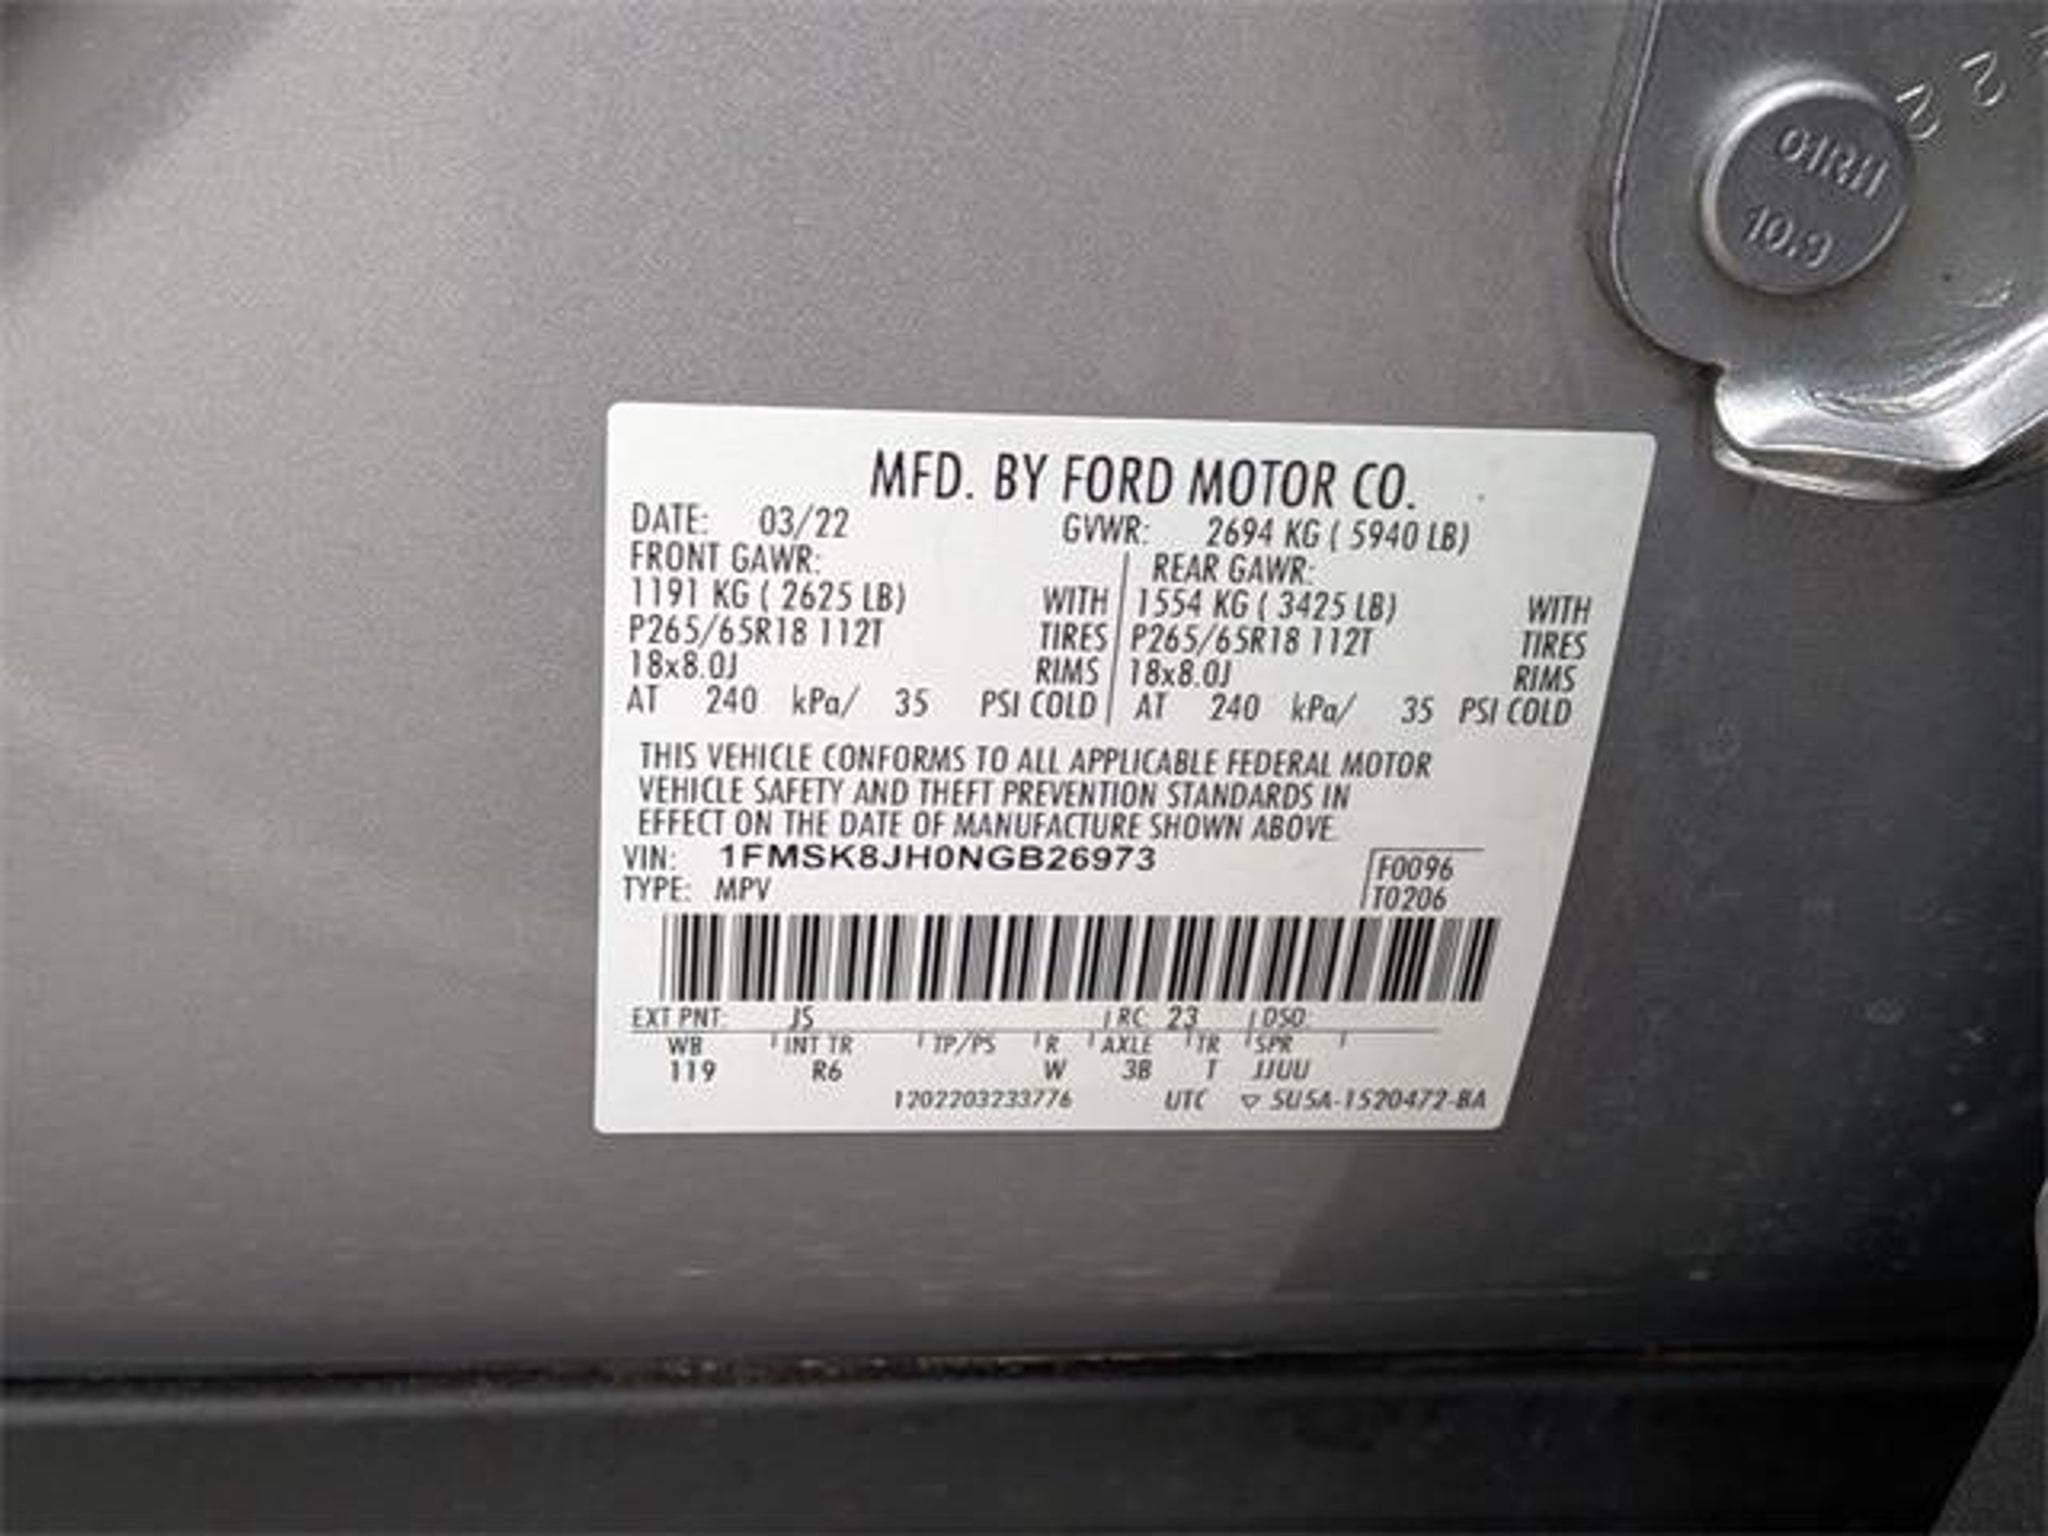 MFD. BY FORD MOTOR CO.
DATE: 03/22 GVWR: 2694 KG ( 5940 LB)
FRONT GAWR: REAR GAWR:
1191 KG ( 2625 LB) WITH 1554 KG ( 3425 LB) WITH
P265/65R18 112T TIRES P265/65R18 112T TIRES
18x8.0J RIMS 18x8.0J RIMS
AT 240 kPa/ 35 PSI COLD AT 240 kPa/ 35 PSI COLD
THIS VEHICLE CONFORMS TO ALL APPLICABLE FEDERAL MOTOR
VEHICLE SAFETY AND THEFT PREVENTION STANDARDS IN
EFFECT ON THE DATE OF MANUFACTURE SHOWN ABOVE.
VIN: 1FMSK8JH0NGB26973 F0096
TYPE: MPV T0206
EXT PNT: JS RC: 23 DSO:
WB INT TR TP/PS R AXLE TR SPR
119 R6 W 3B T JJUU
1202203233776 UTC ▽ 5U5A-1520472-BA
10.9